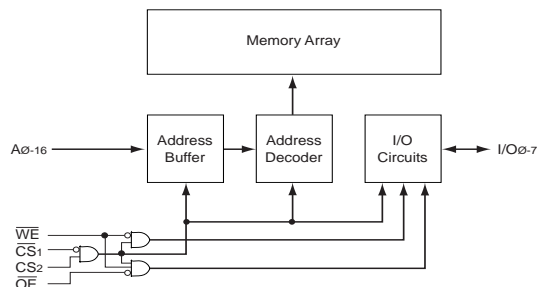 Memory Array
AØ-16
Address
Buffer
Address
Decoder
I/O
Circuits
I/OØ-7
WE
CS1
CS2
OE